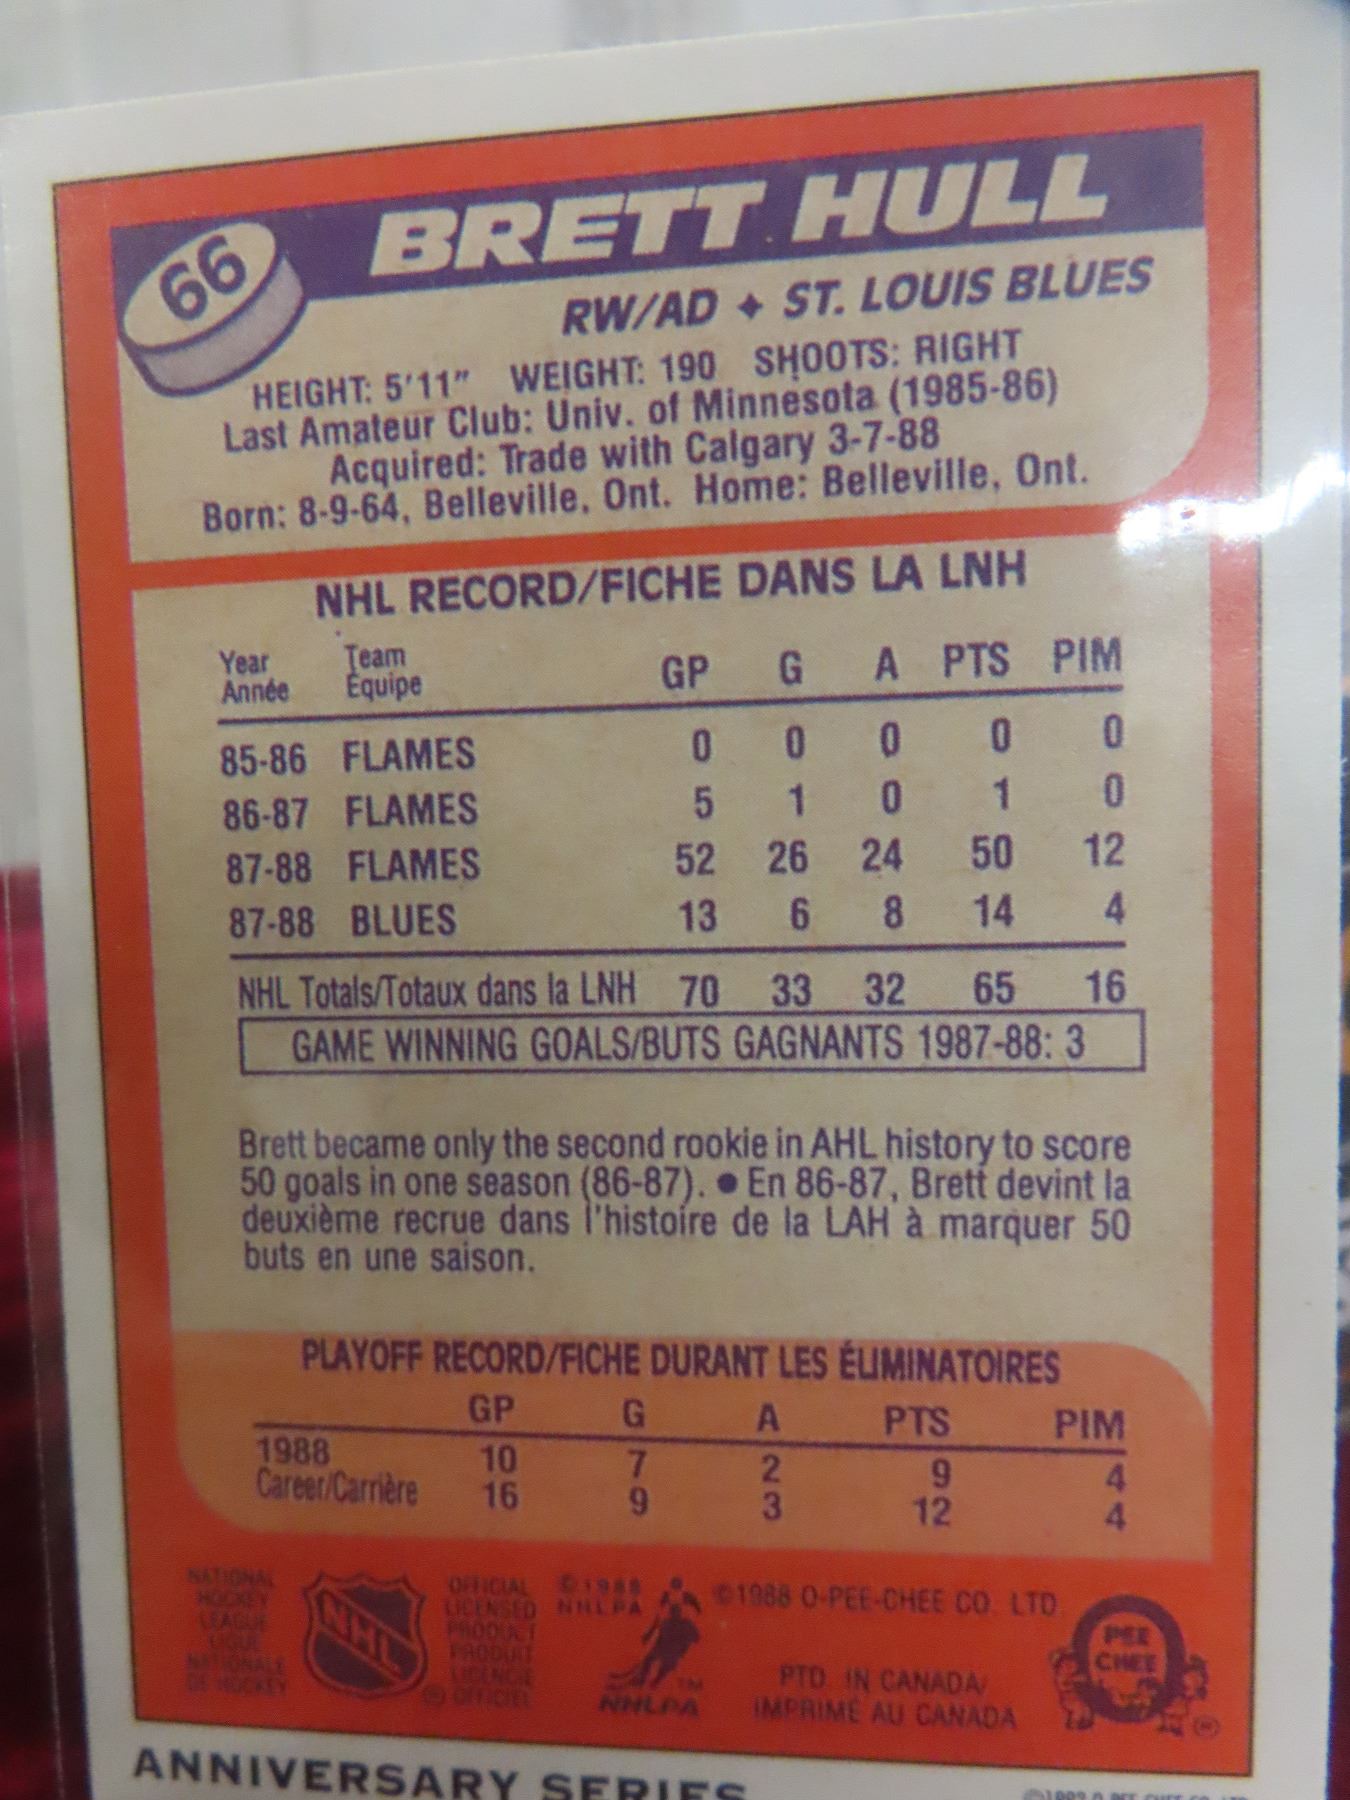 66
BRETT HULL
RW/AD ✦ ST. LOUIS BLUES
HEIGHT: 5'11" WEIGHT: 190 SHOOTS: RIGHT
Last Amateur Club: Univ. of Minnesota (1985-86)
Acquired: Trade with Calgary 3-7-88
Born: 8-9-64, Belleville, Ont. Home: Belleville, Ont.
NHL RECORD/FICHE DANS LA LNH
Year Team GP G A PTS PIM
Année Équipe
85-86 FLAMES 0 0 0 0 0
86-87 FLAMES 5 1 0 1 0
87-88 FLAMES 52 26 24 50 12
87-88 BLUES 13 6 8 14 4
NHL Totals/Totaux dans la LNH 70 33 32 65 16
GAME WINNING GOALS/BUTS GAGNANTS 1987-88: 3
Brett became only the second rookie in AHL history to score
50 goals in one season (86-87). ● En 86-87, Brett devint la
deuxième recrue dans l'histoire de la LAH à marquer 50
buts en une saison.
PLAYOFF RECORD/FICHE DURANT LES ÉLIMINATOIRES
GP G A PTS PIM
1988 10 7 2 9 4
Career/Carrière 16 9 3 12 4
NATIONAL
HOCKEY
LEAGUE
LIGUE
NATIONALE
DE HOCKEY
NHL
OFFICIAL
LICENSED
PRODUCT
PRODUIT
LICENCIÉ
OFFICIEL
©1988
NHLPA
TM
NHLPA
©1988 O-PEE-CHEE CO. LTD.
PTD. IN CANADA/
IMPRIMÉ AU CANADA
O
PEE
CHEE
®
ANNIVERSARY SERIES